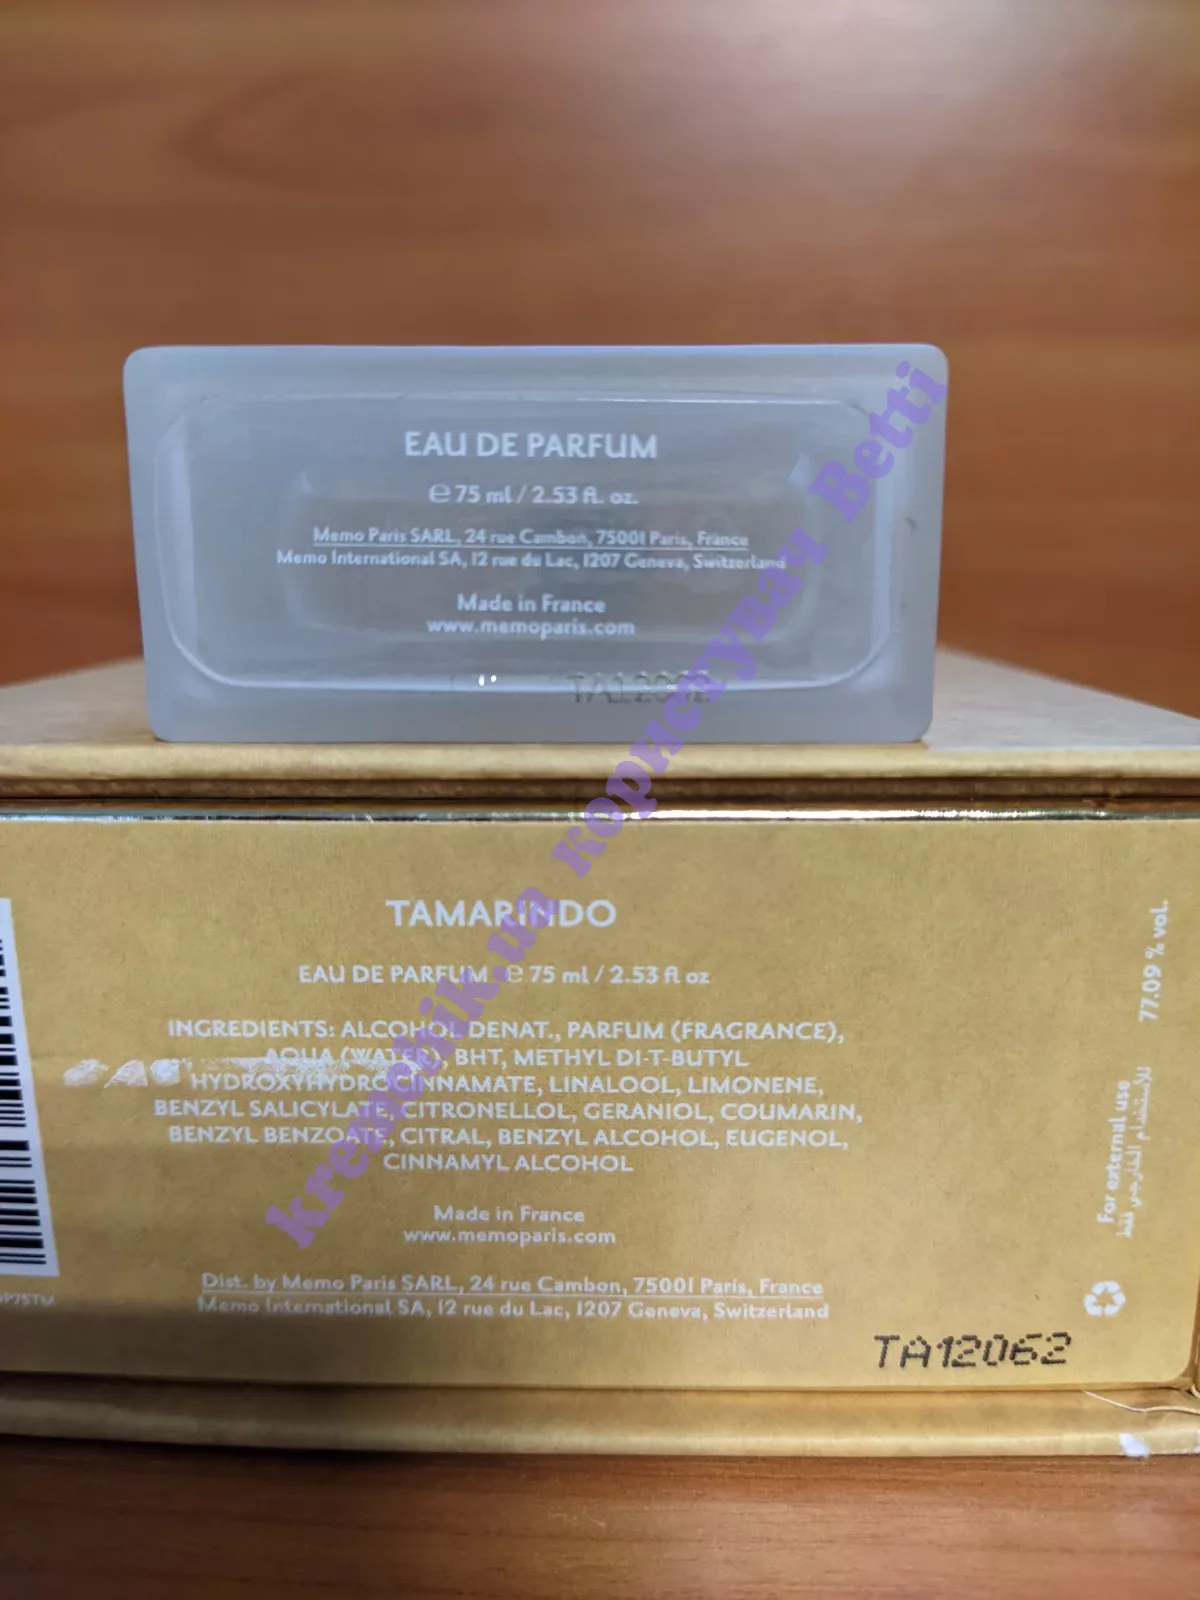 EAU DE PARFUM
℮ 75 ml / 2.53 fl. oz.
Memo Paris SARL, 24 rue Cambon, 75001 Paris, France
Memo International SA, 12 rue du Lac, 1207 Geneva, Switzerland
Made in France
www.memoparis.com
TA12062
TAMARINDO
EAU DE PARFUM ℮ 75 ml / 2.53 fl oz
INGREDIENTS: ALCOHOL DENAT., PARFUM (FRAGRANCE),
AQUA (WATER), BHT, METHYL DI-T-BUTYL
HYDROXYHYDROCINNAMATE, LINALOOL, LIMONENE,
BENZYL SALICYLATE, CITRONELLOL, GERANIOL, COUMARIN,
BENZYL BENZOATE, CITRAL, BENZYL ALCOHOL, EUGENOL,
CINNAMYL ALCOHOL
Made in France
www.memoparis.com
Dist. by Memo Paris SARL, 24 rue Cambon, 75001 Paris, France
Memo International SA, 12 rue du Lac, 1207 Geneva, Switzerland
TA12062
77.09 % vol.
For external use
للأستخدام الخارجي فقط
kremchik.ua користувач Betti